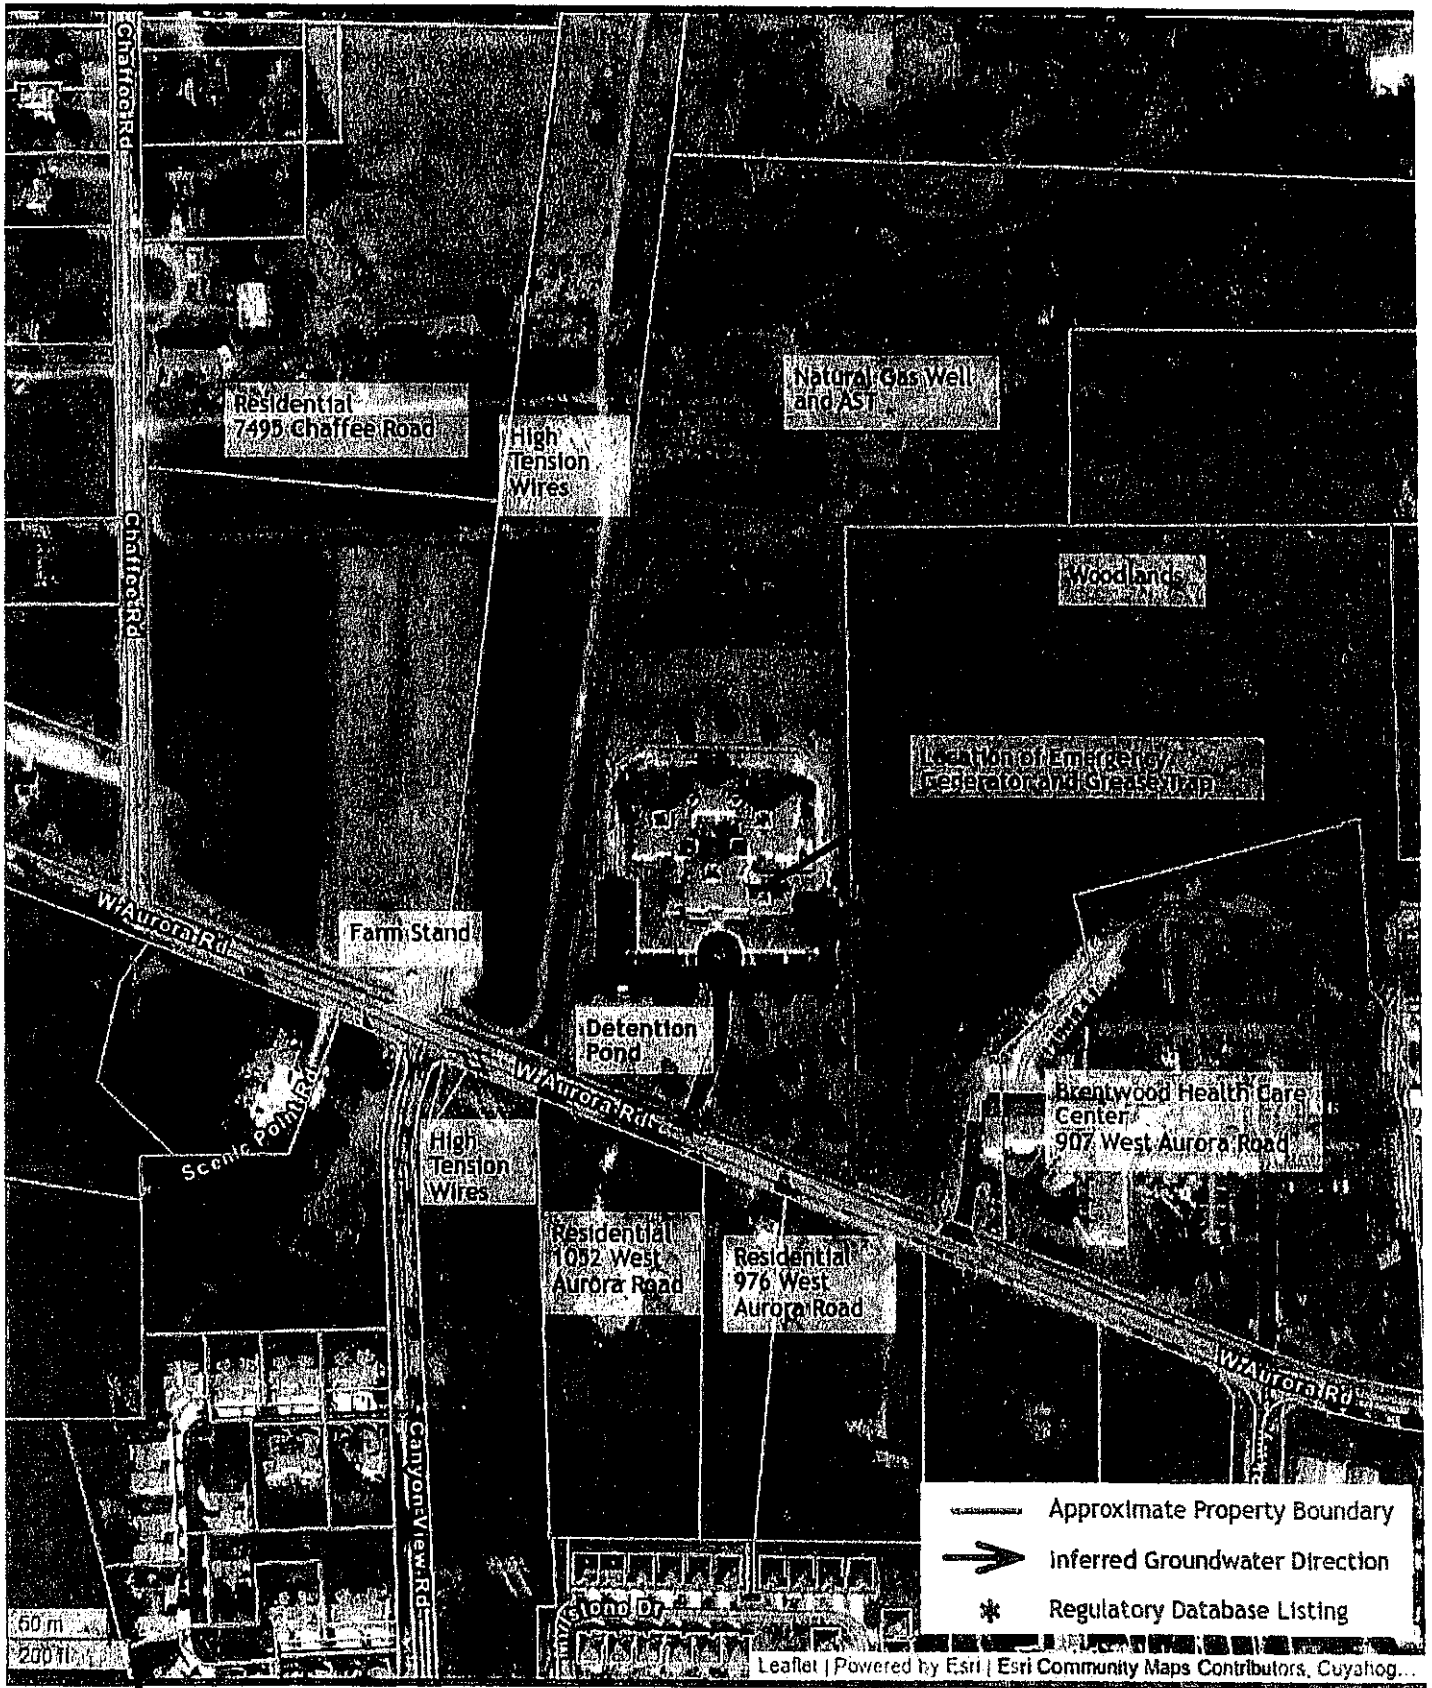 Chaffee Rd
Residential
7495 Chaffee Road
Natural Gas Well
and AST
High
Tension
Wires
Chaffee Rd
Woodlands
Location of Emergency
Generator and Grease Trap
W Aurora Rd
Farm Stand
Detention
Pond
W Aurora Rd
Brentwood Health Care
Center
907 West Aurora Road
Scenic Point Rd
High
Tension
Wires
Residential
1052 West
Aurora Road
Residential
976 West
Aurora Road
W Aurora Rd
Canyon View Rd
Approximate Property Boundary
Inferred Groundwater Direction
Regulatory Database Listing
60 m
200 ft
Leaflet | Powered by Esri | Esri Community Maps Contributors, Cuyahog...